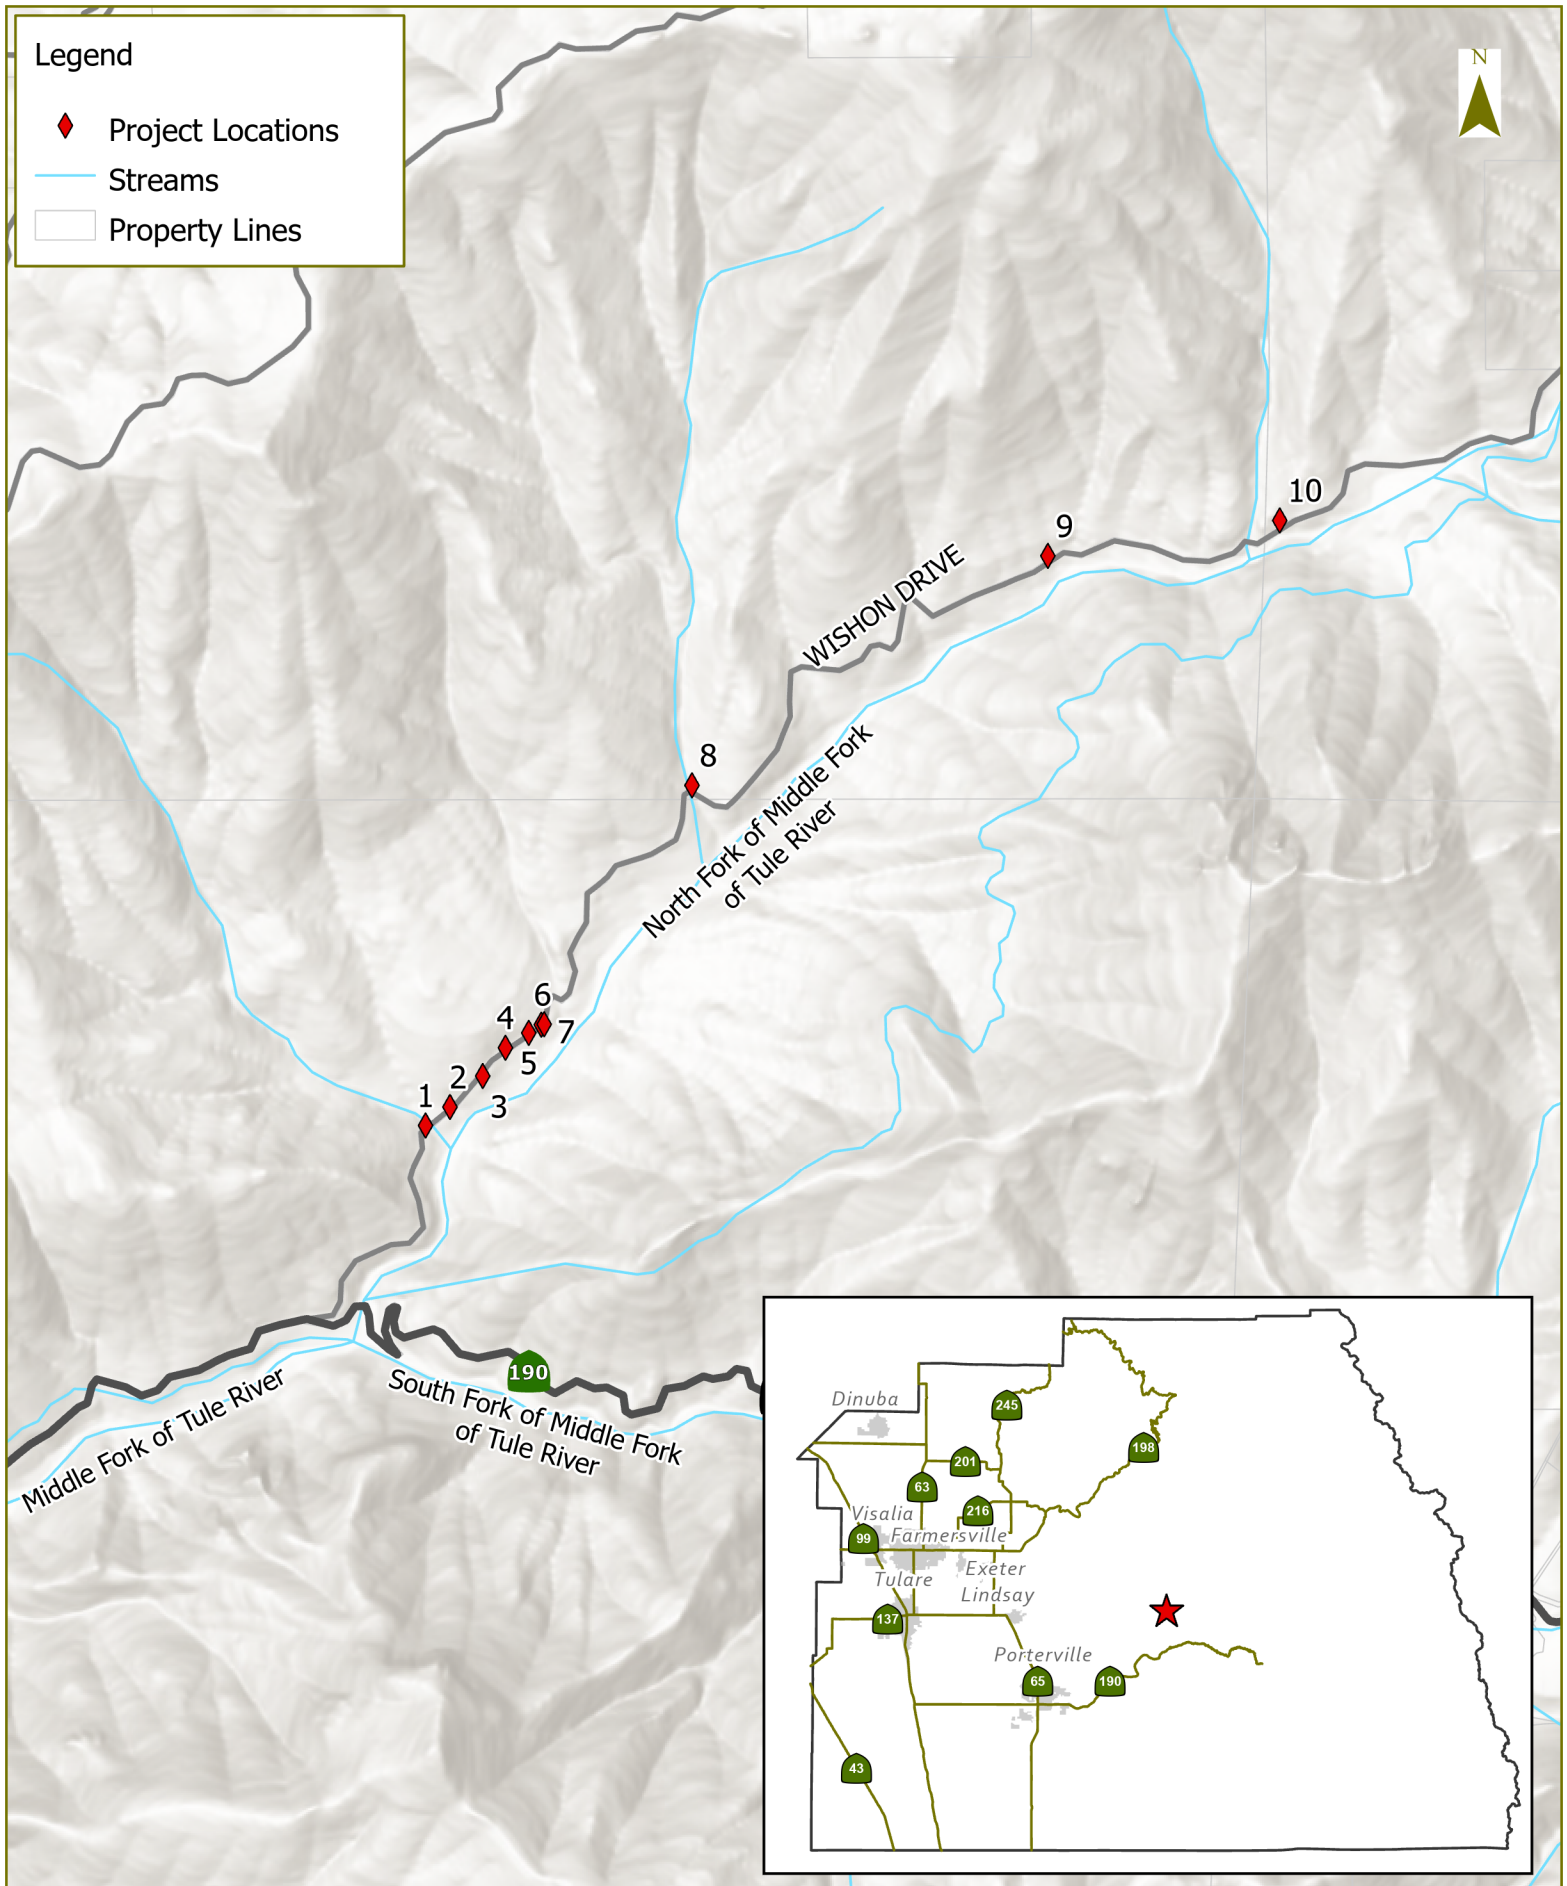 Legend
Project Locations
Streams
Property Lines
N
10
9
WISHON DRIVE
8
North Fork of Middle Fork
of Tule River
6
4
7
5
2
1
3
190
South Fork of Middle Fork
of Tule River
Middle Fork of Tule River
Dinuba
245
198
201
63
216
Visalia
99
Farmersville
Exeter
Tulare
Lindsay
137
Porterville
65
190
43